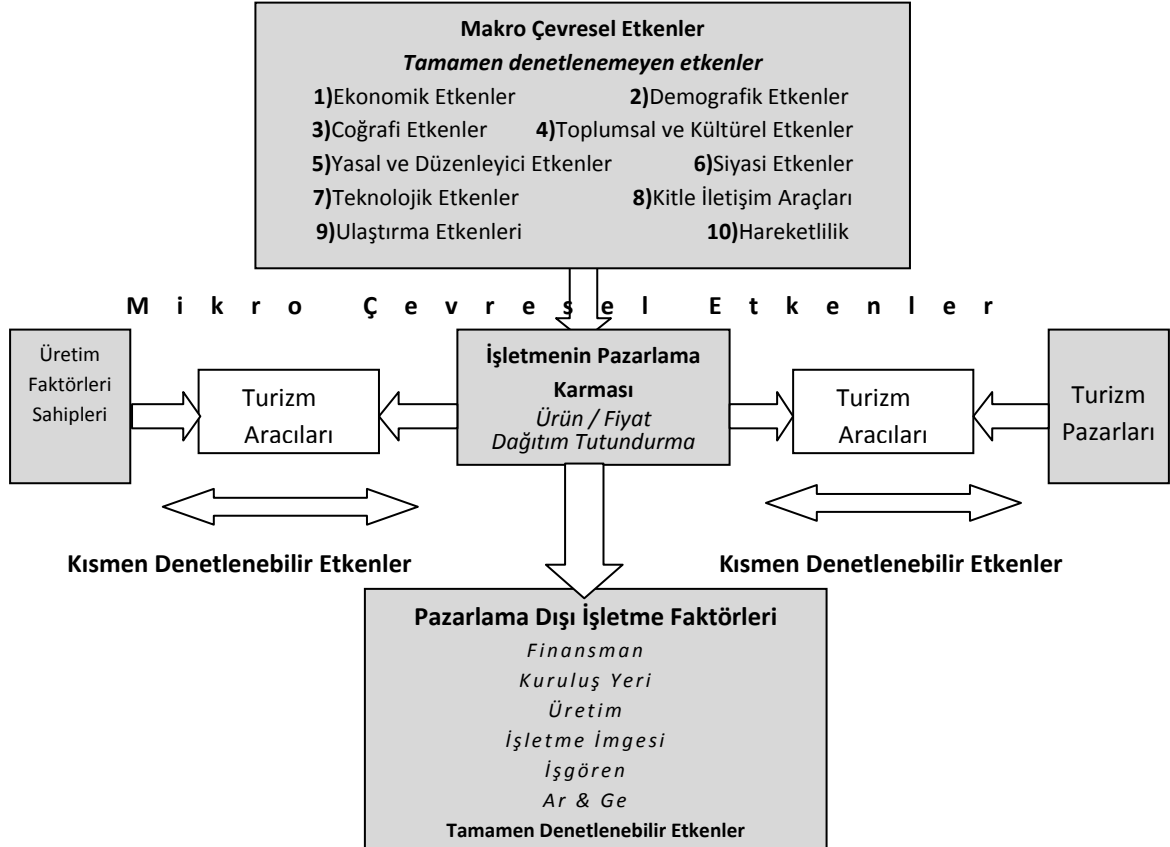 Makro Çevresel Etkenler
Tamamen denetlenemeyen etkenler
1)Ekonomik Etkenler 2)Demografik Etkenler
3)Coğrafi Etkenler 4)Toplumsal ve Kültürel Etkenler
5)Yasal ve Düzenleyici Etkenler 6)Siyasi Etkenler
7)Teknolojik Etkenler 8)Kitle İletişim Araçları
9)Ulaştırma Etkenleri 10)Hareketlilik
Mikro Çevresel Etkenler
Üretim
Faktörleri
Sahipleri
Turizm
Aracıları
İşletmenin Pazarlama
Karması
Ürün / Fiyat
Dağıtım Tutundurma
Turizm
Aracıları
Turizm
Pazarları
Kısmen Denetlenebilir Etkenler
Kısmen Denetlenebilir Etkenler
Pazarlama Dışı İşletme Faktörleri
Finansman
Kuruluş Yeri
Üretim
İşletme İmgesi
İşgören
Ar & Ge
Tamamen Denetlenebilir Etkenler